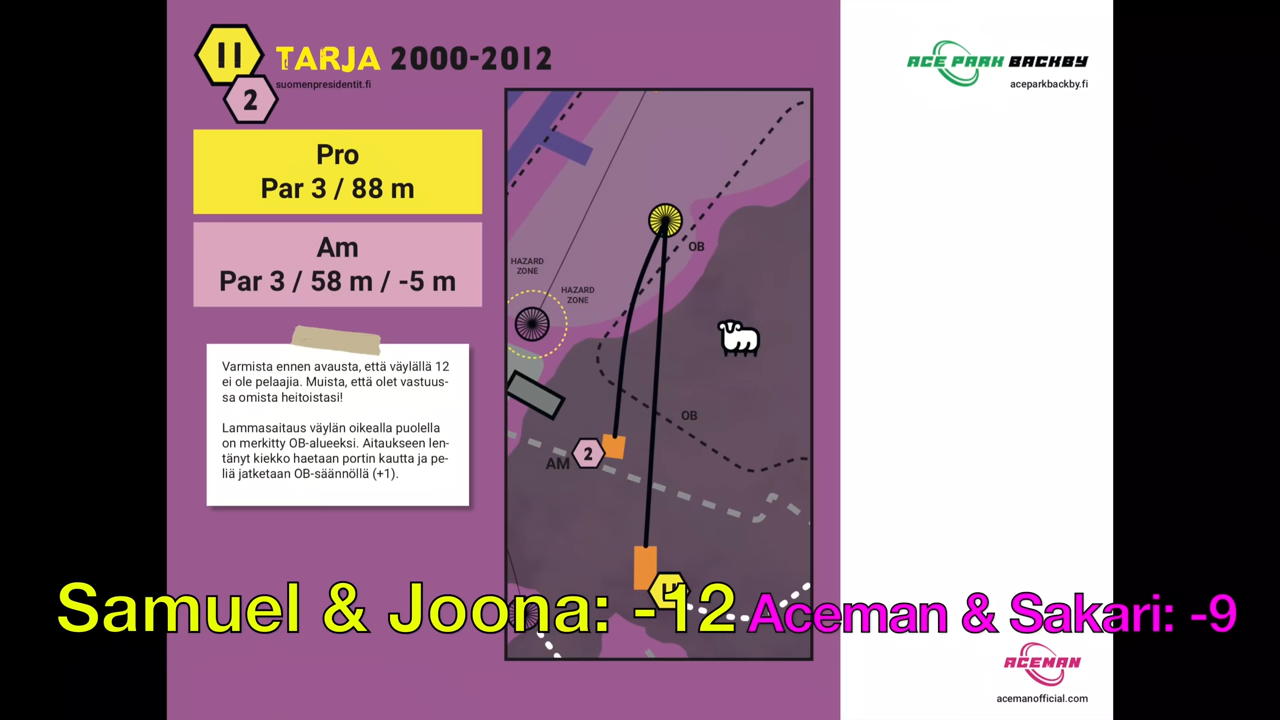 11
TARJA 2000-2012
suomenpresidentit.fi
2
ACE PARK BACKBY
aceparkbackby.fi
Pro
Par 3 / 88 m
Am
Par 3 / 58 m / -5 m
Varmista ennen avausta, että väylällä 12
ei ole pelaajia. Muista, että olet vastuus-
sa omista heitoistasi!
Lammasaitaus väylän oikealla puolella
on merkitty OB-alueeksi. Aitaukseen len-
tänyt kiekko haetaan portin kautta ja pe-
liä jatketaan OB-säännöllä (+1).
OB
HAZARD
ZONE
HAZARD
ZONE
OB
2
AM
Samuel & Joona: -12
Aceman & Sakari: -9
ACEMAN
acemanofficial.com